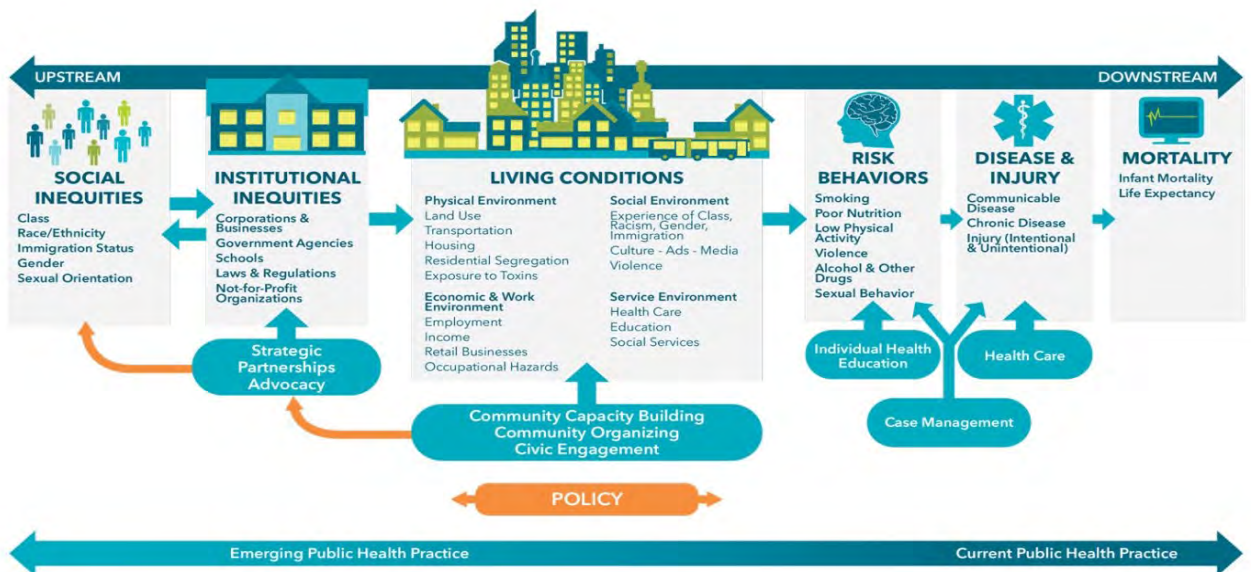 UPSTREAM
DOWNSTREAM
SOCIAL
INEQUITIES
Class
Race/Ethnicity
Immigration Status
Gender
Sexual Orientation
INSTITUTIONAL
INEQUITIES
Corporations &
Businesses
Government Agencies
Schools
Laws & Regulations
Not-for-Profit
Organizations
LIVING CONDITIONS
Physical Environment
Land Use
Transportation
Housing
Residential Segregation
Exposure to Toxins
Economic & Work
Environment
Employment
Income
Retail Businesses
Occupational Hazards
Social Environment
Experience of Class,
Racism, Gender,
Immigration
Culture - Ads - Media
Violence
Service Environment
Health Care
Education
Social Services
RISK
BEHAVIORS
Smoking
Poor Nutrition
Low Physical
Activity
Violence
Alcohol & Other
Drugs
Sexual Behavior
DISEASE &
INJURY
Communicable
Disease
Chronic Disease
Injury (Intentional
& Unintentional)
MORTALITY
Infant Mortality
Life Expectancy
Strategic
Partnerships
Advocacy
Community Capacity Building
Community Organizing
Civic Engagement
Individual Health
Education
Health Care
Case Management
POLICY
Emerging Public Health Practice
Current Public Health Practice